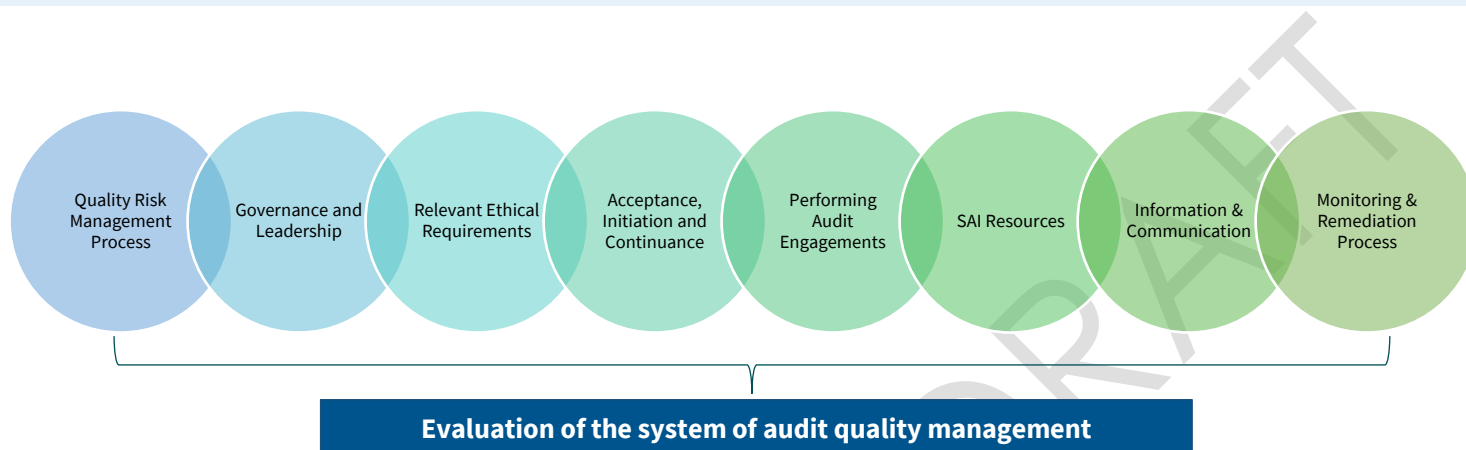 Quality Risk
Management
Process
Governance and
Leadership
Relevant Ethical
Requirements
Acceptance,
Initiation and
Continuance
Performing
Audit
Engagements
SAI Resources
Information &
Communication
Monitoring &
Remediation
Process
DRAFT
Evaluation of the system of audit quality management